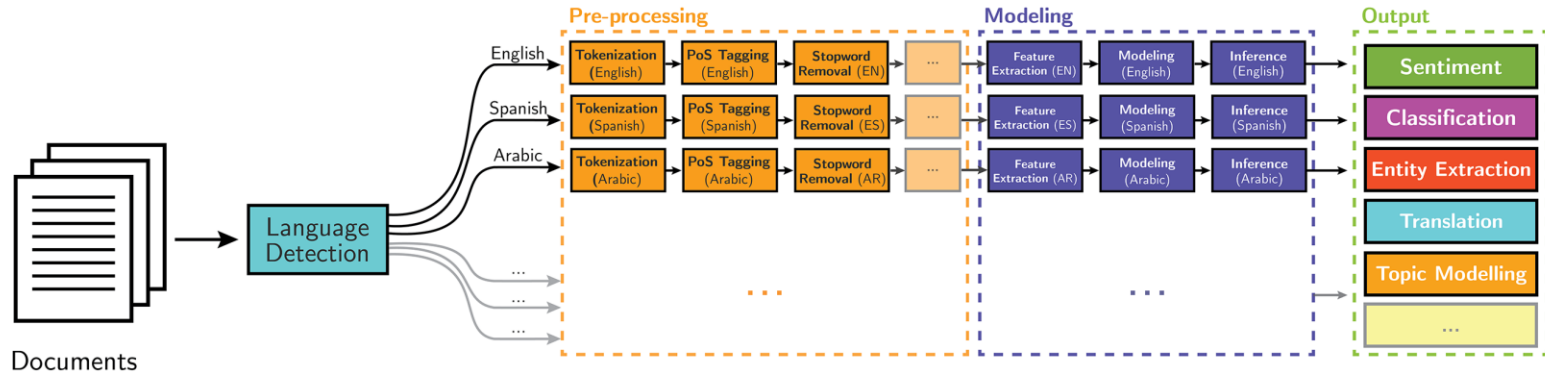 Pre-processing
Modeling
Output
English
Tokenization
(English)
PoS Tagging
(English)
Stopword
Removal (EN)
...
Feature
Extraction (EN)
Modeling
(English)
Inference
(English)
Sentiment
Spanish
Tokenization
(Spanish)
PoS Tagging
(Spanish)
Stopword
Removal (ES)
...
Feature
Extraction (ES)
Modeling
(Spanish)
Inference
(Spanish)
Classification
Arabic
Tokenization
(Arabic)
PoS Tagging
(Arabic)
Stopword
Removal (AR)
...
Feature
Extraction (AR)
Modeling
(Arabic)
Inference
(Arabic)
Entity Extraction
Language
Detection
Translation
...
...
...
...
...
Topic Modelling
...
Documents